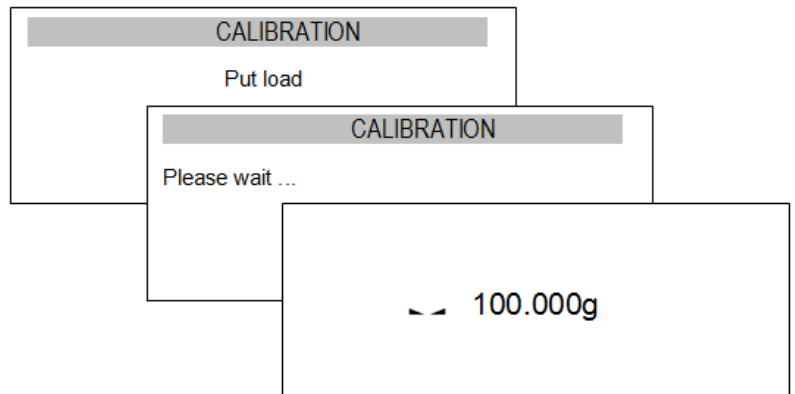 CALIBRATION
Put load
CALIBRATION
Please wait ...
100.000g